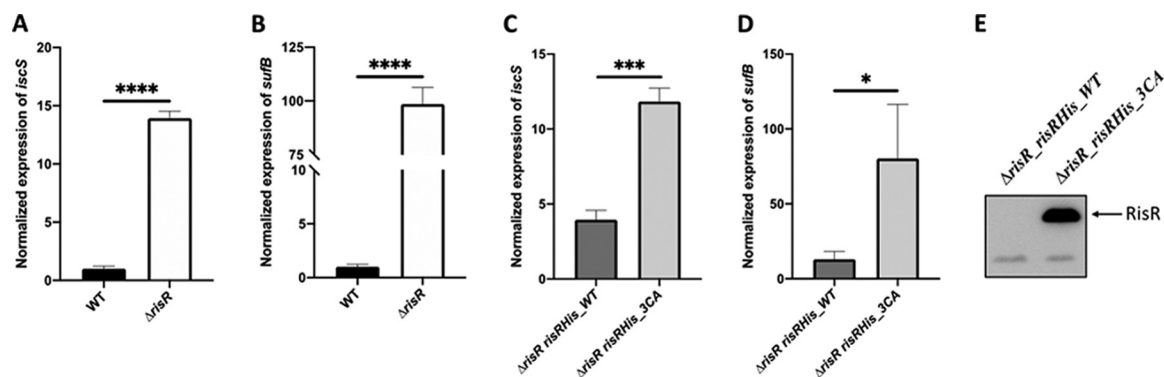 A
Normalized expression of iscS
20
15
10
5
0
****
WT
ΔrisR
B
Normalized expression of sufB
125
100
75
10
5
0
****
WT
ΔrisR
C
Normalized expression of iscS
15
10
5
0
***
ΔrisR risRHis_WT
ΔrisR risRHis_3CA
D
Normalized expression of sufB
150
100
50
0
*
ΔrisR risRHis_WT
ΔrisR risRHis_3CA
E
ΔrisR_risRHis_WT
ΔrisR_risRHis_3CA
RisR